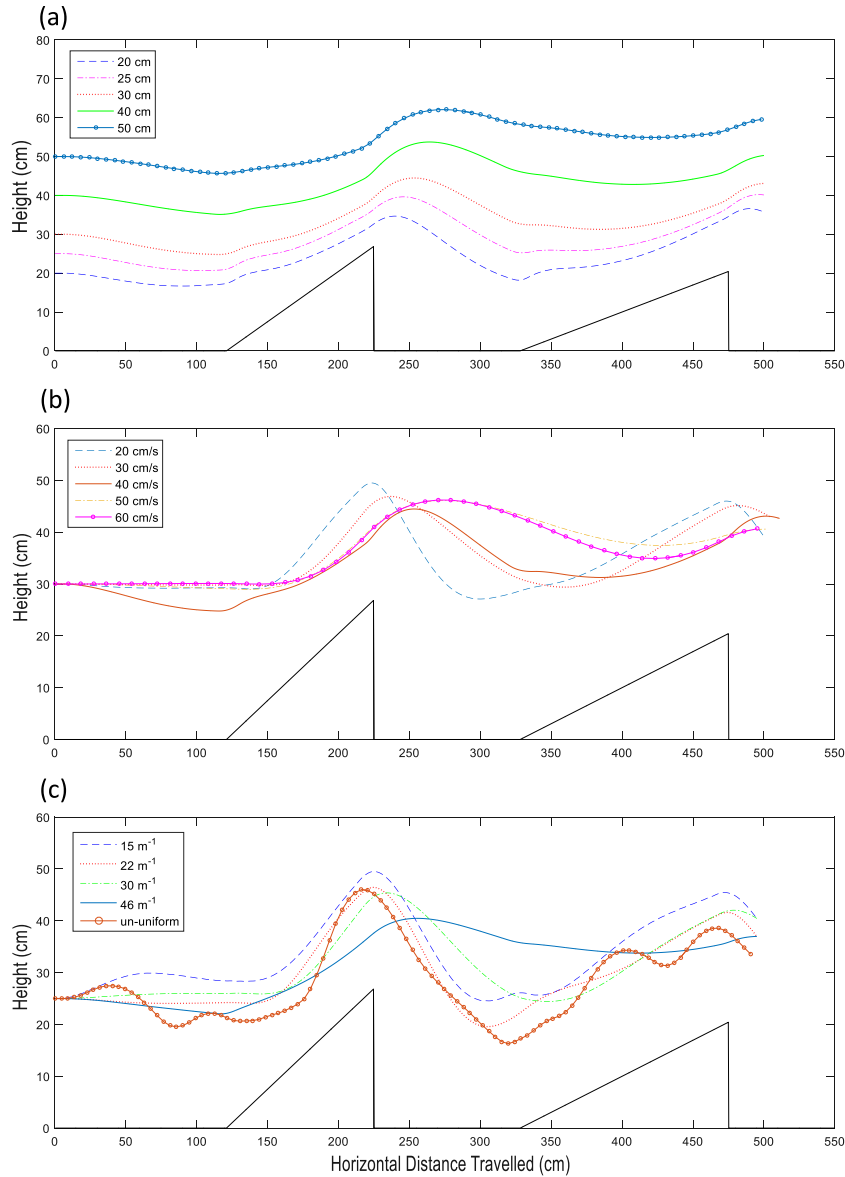 (a)
80
70
60
50
40
30
20
10
0
Height (cm)
20 cm
25 cm
30 cm
40 cm
50 cm
0 50 100 150 200 250 300 350 400 450 500 550
(b)
60
50
40
30
20
10
0
Height (cm)
20 cm/s
30 cm/s
40 cm/s
50 cm/s
60 cm/s
0 50 100 150 200 250 300 350 400 450 500 550
(c)
60
50
40
30
20
10
0
Height (cm)
15 m⁻¹
22 m⁻¹
30 m⁻¹
46 m⁻¹
un-uniform
0 50 100 150 200 250 300 350 400 450 500 550
Horizontal Distance Travelled (cm)